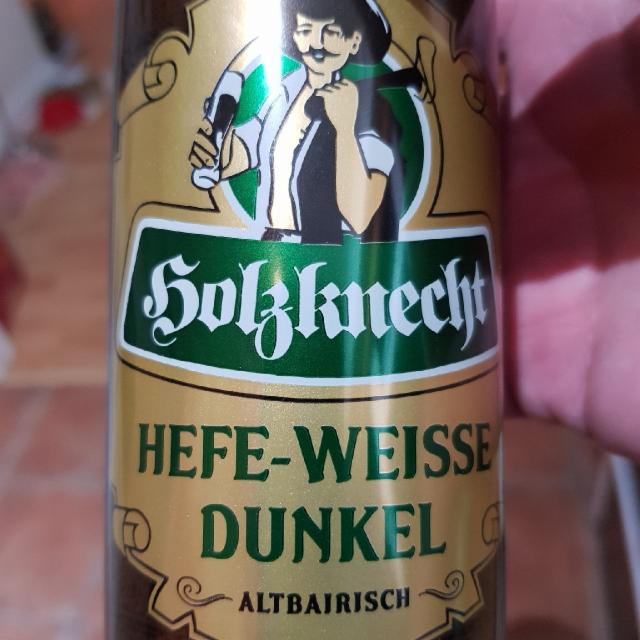 Holzknecht
HEFE-WEISSE
DUNKEL
ALTBAIRISCH